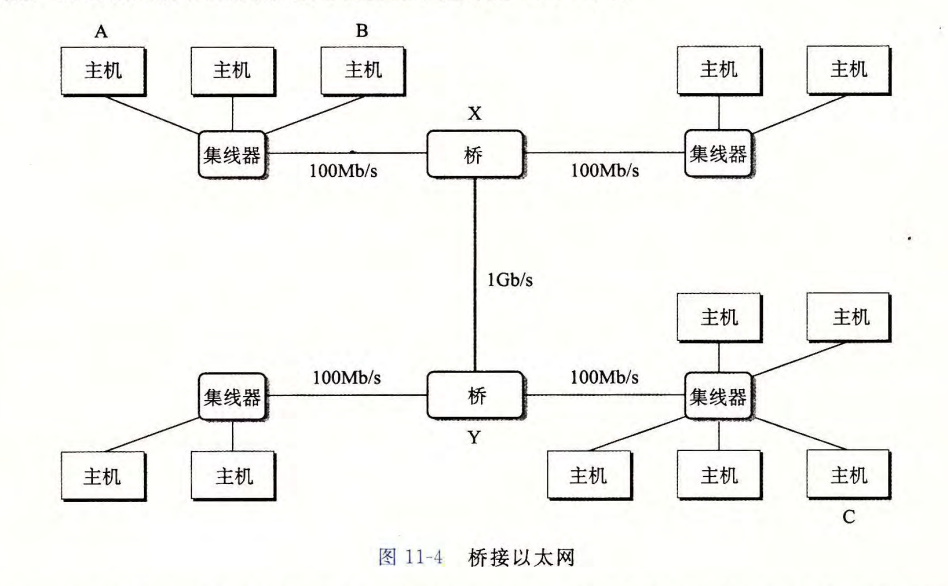 A
B
主机
主机
主机
主机
主机
X
集线器
桥
集线器
100Mb/s
100Mb/s
1Gb/s
主机
主机
100Mb/s
100Mb/s
集线器
桥
集线器
Y
主机
主机
主机
主机
主机
C
图 11-4 桥接以太网